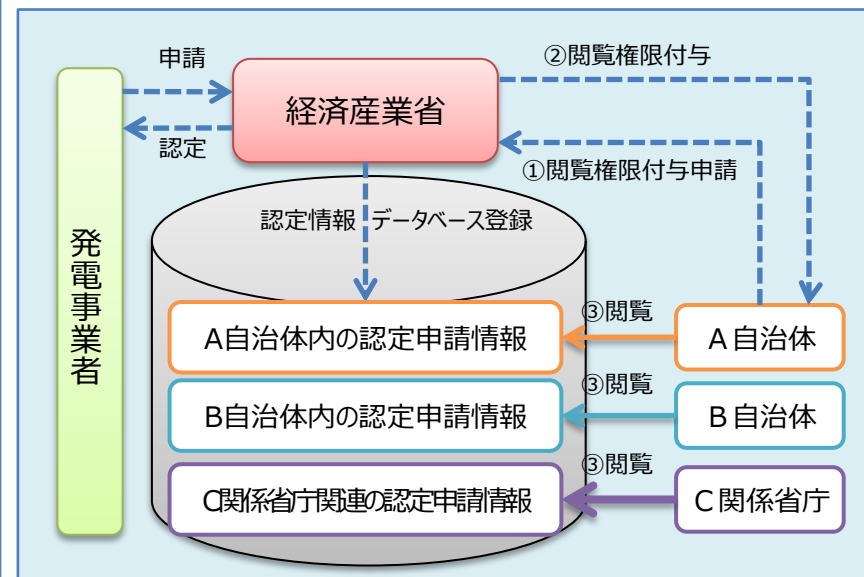 申請
②閲覧権限付与
経済産業省
認定
①閲覧権限付与申請
発電事業者
認定情報 データベース登録
③閲覧
A自治体内の認定申請情報
A自治体
③閲覧
B自治体内の認定申請情報
B自治体
③閲覧
C関係省庁関連の認定申請情報
C関係省庁